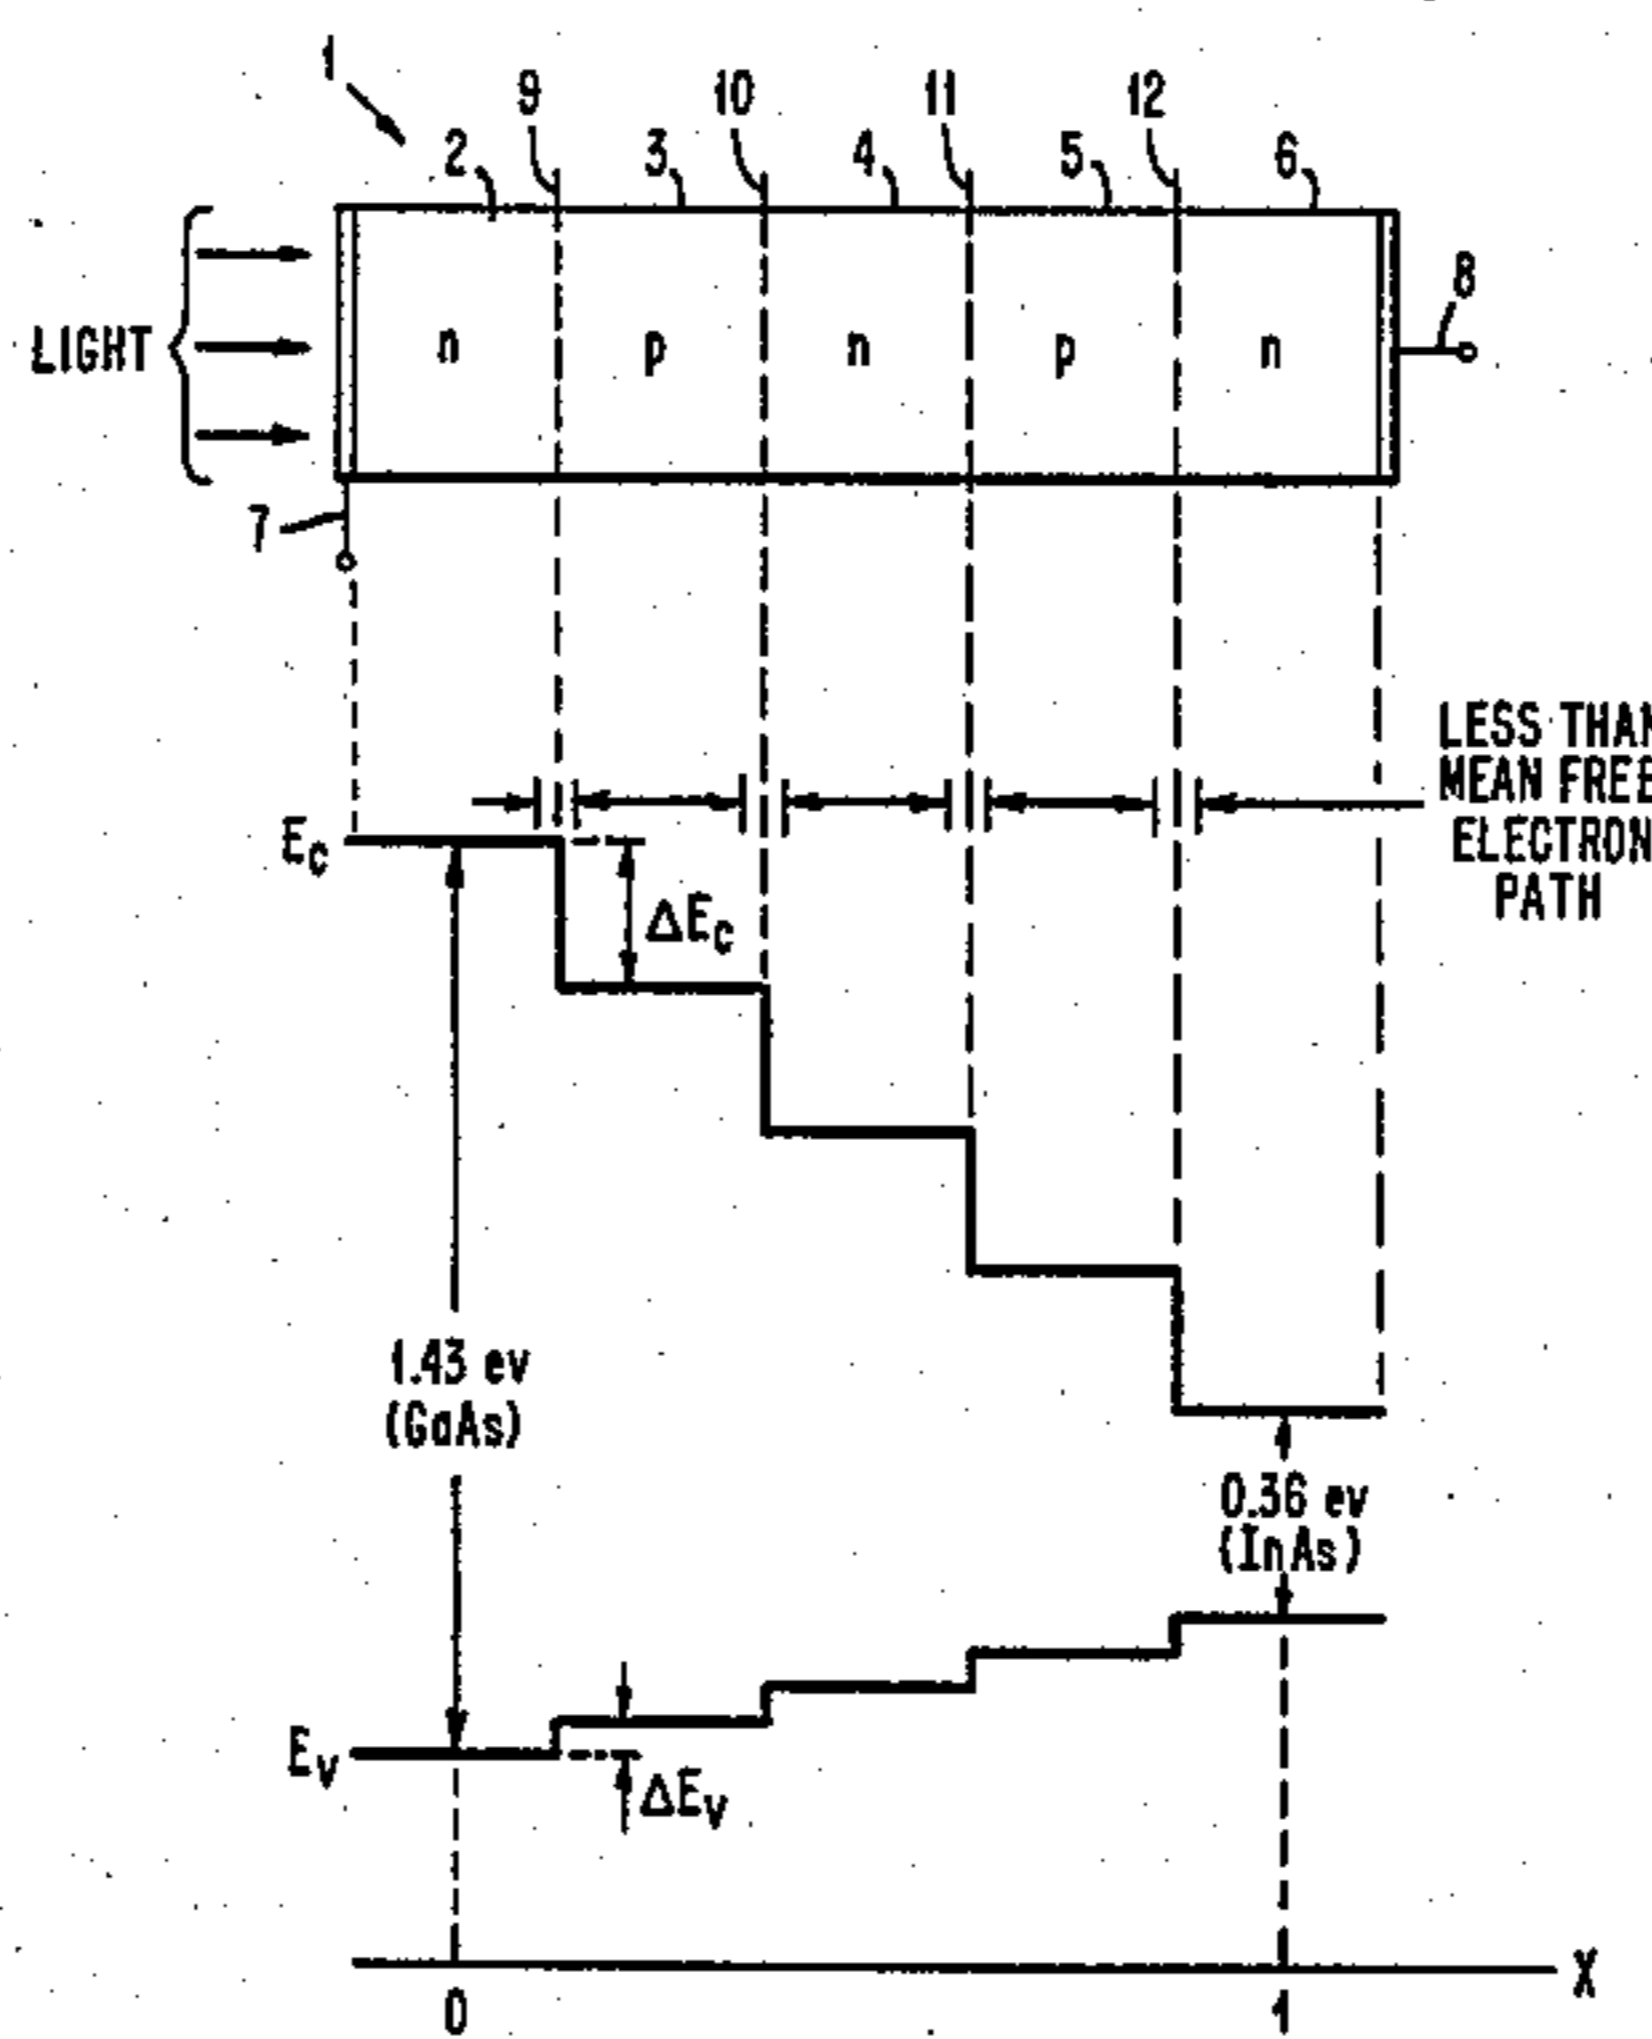 1
9
10
11
12
2
3
4
5
6
LIGHT
n
p
n
p
n
8
7
LESS THAN
MEAN FREE
ELECTRON
PATH
Ec
ΔEc
1.43 ev
(GaAs)
0.36 ev
(InAs)
Ev
ΔEv
X
0
1